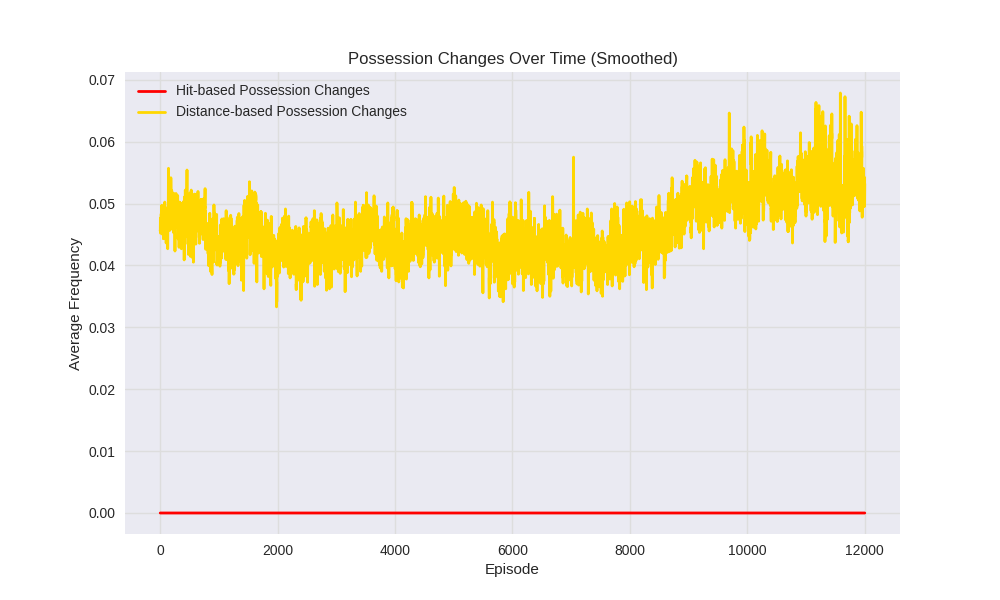 Possession Changes Over Time (Smoothed)
Hit-based Possession Changes
Distance-based Possession Changes
Average Frequency
0.07
0.06
0.05
0.04
0.03
0.02
0.01
0.00
0 2000 4000 6000 8000 10000 12000
Episode